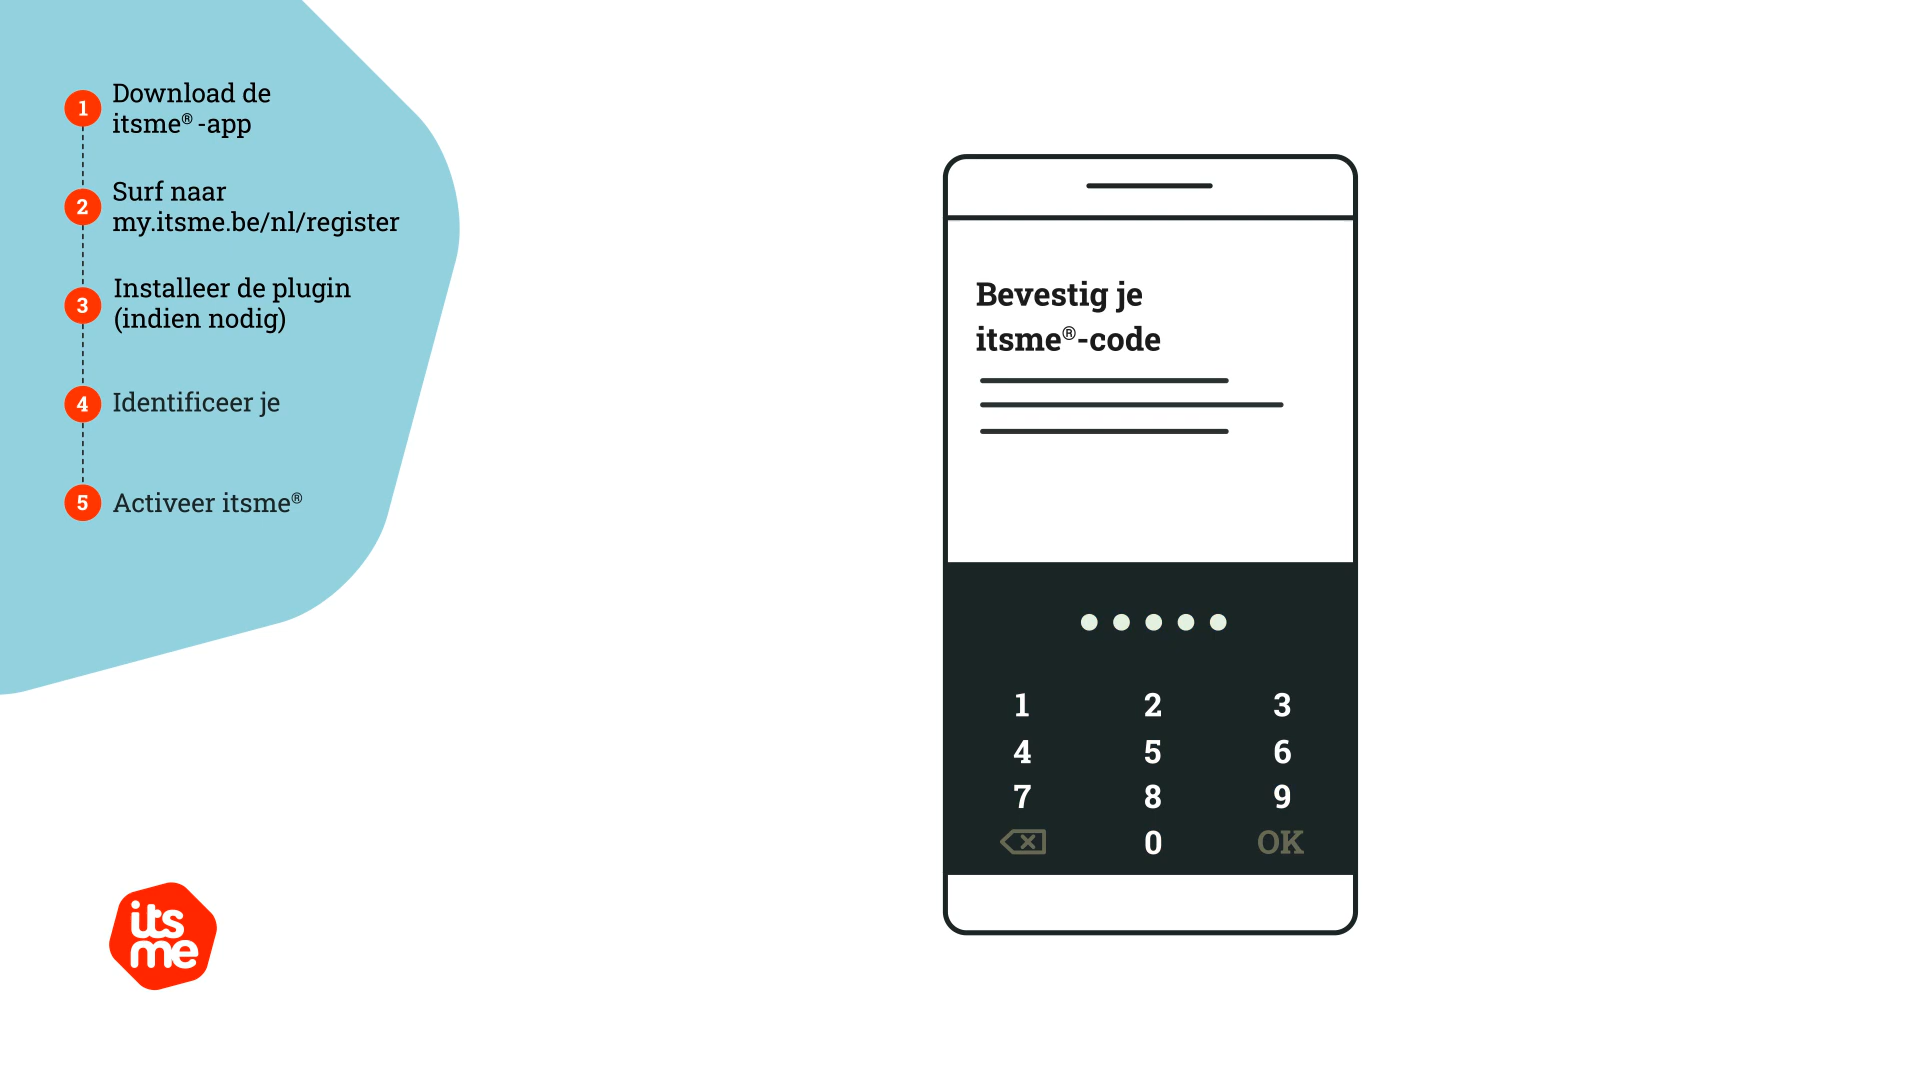 1
Download de
itsme® -app
2
Surf naar
my.itsme.be/nl/register
3
Installeer de plugin
(indien nodig)
4
Identificeer je
5
Activeer itsme®
its
me
Bevestig je
itsme®-code
1 2 3
4 5 6
7 8 9
0 OK